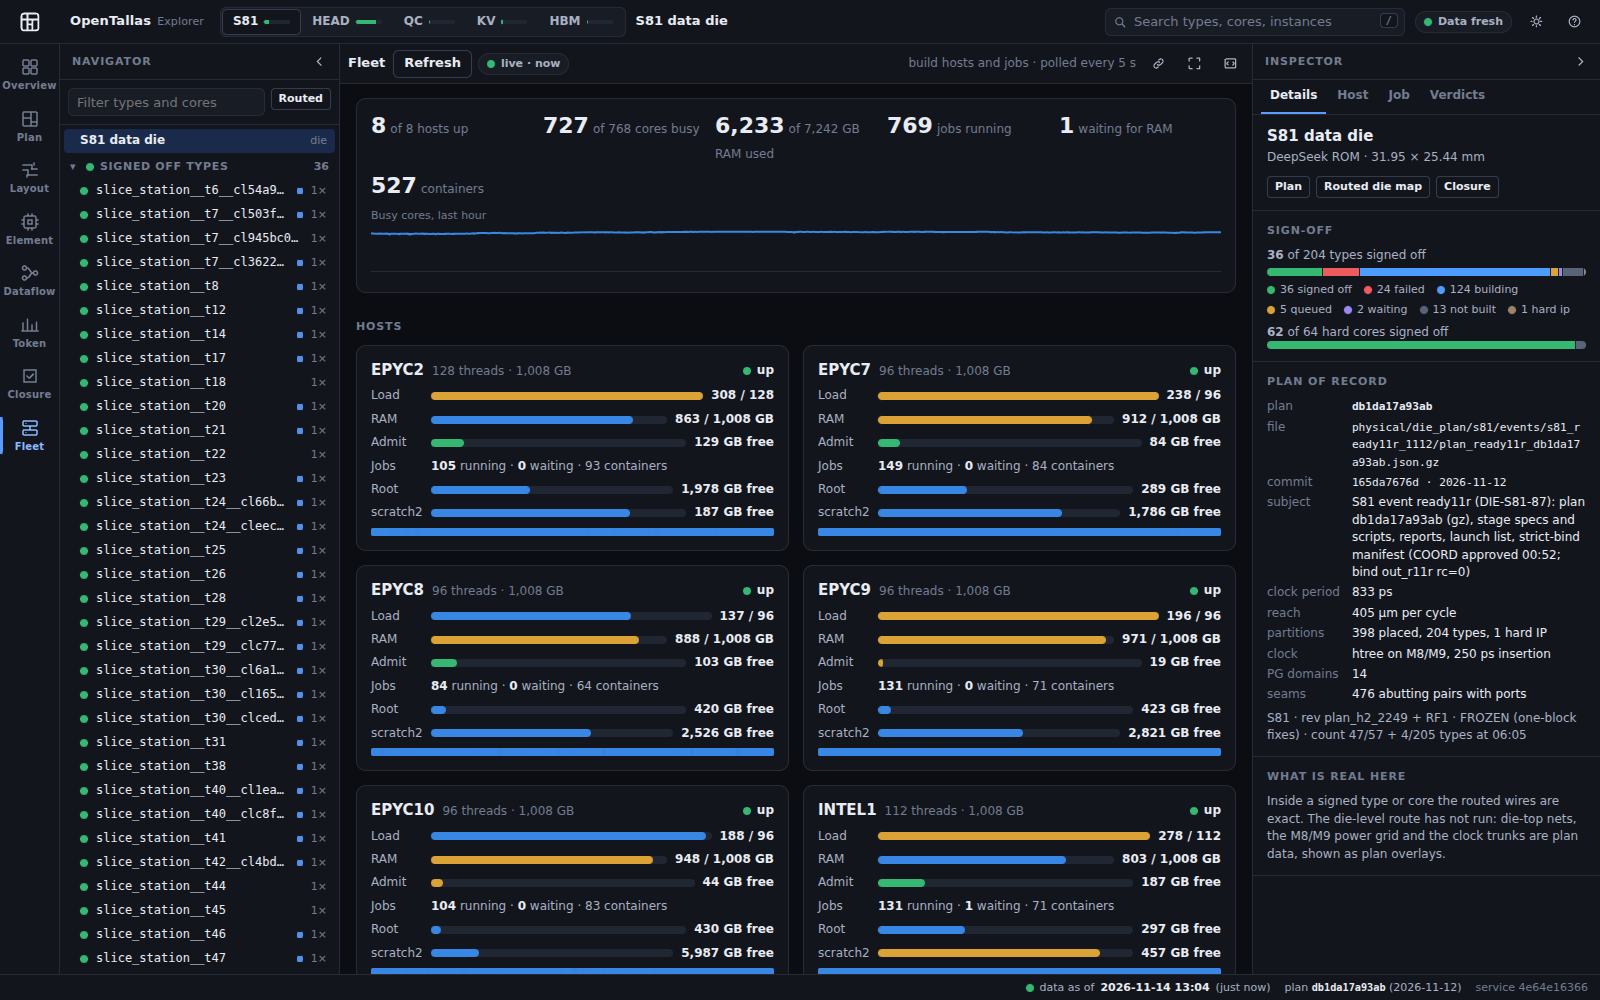 OpenTallas Explorer
S81 HEAD QC KV HBM
S81 data die
Search types, cores, instances /
Data fresh
Overview
Plan
Layout
Element
Dataflow
Token
Closure
Fleet
NAVIGATOR
Filter types and cores
Routed
S81 data die die
SIGNED OFF TYPES 36
slice_station__t6__cl54a9… 1×
slice_station__t7__cl503f… 1×
slice_station__t7__cl945bc0… 1×
slice_station__t7__cl3622… 1×
slice_station__t8 1×
slice_station__t12 1×
slice_station__t14 1×
slice_station__t17 1×
slice_station__t18 1×
slice_station__t20 1×
slice_station__t21 1×
slice_station__t22 1×
slice_station__t23 1×
slice_station__t24__cl66b… 1×
slice_station__t24__cleec… 1×
slice_station__t25 1×
slice_station__t26 1×
slice_station__t28 1×
slice_station__t29__cl2e5… 1×
slice_station__t29__clc77… 1×
slice_station__t30__cl6a1… 1×
slice_station__t30__cl165… 1×
slice_station__t30__clced… 1×
slice_station__t31 1×
slice_station__t38 1×
slice_station__t40__cl1ea… 1×
slice_station__t40__clc8f… 1×
slice_station__t41 1×
slice_station__t42__cl4bd… 1×
slice_station__t44 1×
slice_station__t45 1×
slice_station__t46 1×
slice_station__t47 1×
Fleet
Refresh
live · now
build hosts and jobs · polled every 5 s
8 of 8 hosts up
727 of 768 cores busy
6,233 of 7,242 GB
RAM used
769 jobs running
1 waiting for RAM
527 containers
Busy cores, last hour
HOSTS
EPYC2 128 threads · 1,008 GB up
Load 308 / 128
RAM 863 / 1,008 GB
Admit 129 GB free
Jobs 105 running · 0 waiting · 93 containers
Root 1,978 GB free
scratch2 187 GB free
EPYC7 96 threads · 1,008 GB up
Load 238 / 96
RAM 912 / 1,008 GB
Admit 84 GB free
Jobs 149 running · 0 waiting · 84 containers
Root 289 GB free
scratch2 1,786 GB free
EPYC8 96 threads · 1,008 GB up
Load 137 / 96
RAM 888 / 1,008 GB
Admit 103 GB free
Jobs 84 running · 0 waiting · 64 containers
Root 420 GB free
scratch2 2,526 GB free
EPYC9 96 threads · 1,008 GB up
Load 196 / 96
RAM 971 / 1,008 GB
Admit 19 GB free
Jobs 131 running · 0 waiting · 71 containers
Root 423 GB free
scratch2 2,821 GB free
EPYC10 96 threads · 1,008 GB up
Load 188 / 96
RAM 948 / 1,008 GB
Admit 44 GB free
Jobs 104 running · 0 waiting · 83 containers
Root 430 GB free
scratch2 5,987 GB free
INTEL1 112 threads · 1,008 GB up
Load 278 / 112
RAM 803 / 1,008 GB
Admit 187 GB free
Jobs 131 running · 1 waiting · 71 containers
Root 297 GB free
scratch2 457 GB free
INSPECTOR
Details Host Job Verdicts
S81 data die
DeepSeek ROM · 31.95 × 25.44 mm
Plan Routed die map Closure
SIGN-OFF
36 of 204 types signed off
36 signed off 24 failed 124 building
5 queued 2 waiting 13 not built 1 hard ip
62 of 64 hard cores signed off
PLAN OF RECORD
plan db1da17a93ab
file physical/die_plan/s81/events/s81_r
eady11r_1112/plan_ready11r_db1da17
a93ab.json.gz
commit 165da7676d · 2026-11-12
subject S81 event ready11r (DIE-S81-87): plan
db1da17a93ab (gz), stage specs and
scripts, reports, launch list, strict-bind
manifest (COORD approved 00:52;
bind out_r11r rc=0)
clock period 833 ps
reach 405 µm per cycle
partitions 398 placed, 204 types, 1 hard IP
clock htree on M8/M9, 250 ps insertion
PG domains 14
seams 476 abutting pairs with ports
S81 · rev plan_h2_2249 + RF1 · FROZEN (one-block
fixes) · count 47/57 + 4/205 types at 06:05
WHAT IS REAL HERE
Inside a signed type or core the routed wires are
exact. The die-level route has not run: die-top nets,
the M8/M9 power grid and the clock trunks are plan
data, shown as plan overlays.
data as of 2026-11-14 13:04 (just now) plan db1da17a93ab (2026-11-12) service 4e64e16366